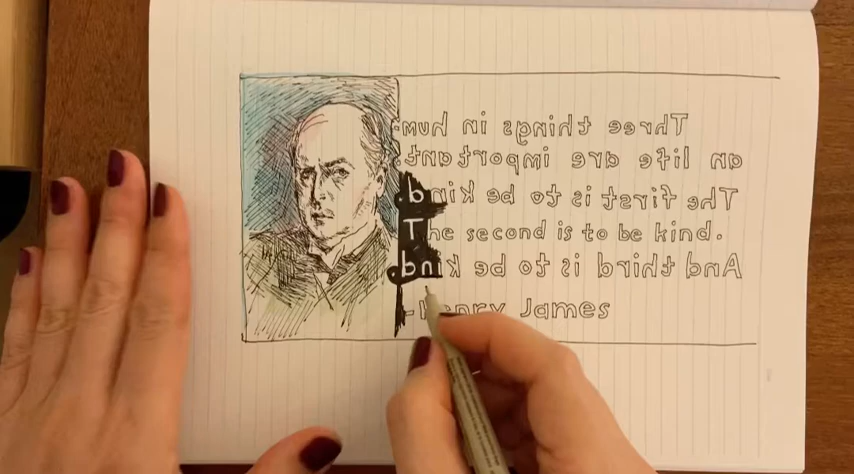 Three things in hum-
an life are important:
The first is to be kind.
The second is to be kind.
And third is to be kind
-Henry James